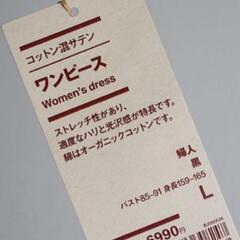 コットン混サテン
ワンピース
Women's dress
ストレッチ性があり、
適度なハリと光沢感が特長です。
綿はオーガニックコットンです。
婦人
黒
バスト85-91 身長159-165
L
6990円